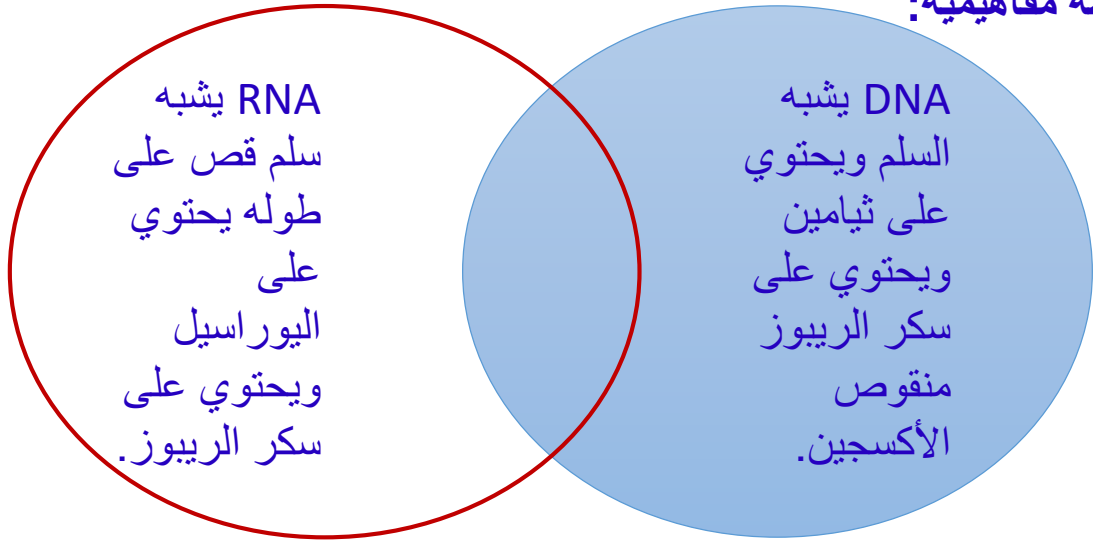 مفاهيمية:
DNA يشبه
السلم ويحتوي
على ثيامين
ويحتوي على
سكر الريبوز
منقوص
الأكسجين.
RNA يشبه
سلم قص على
طوله يحتوي
على
اليوراسيل
ويحتوي على
سكر الريبوز.